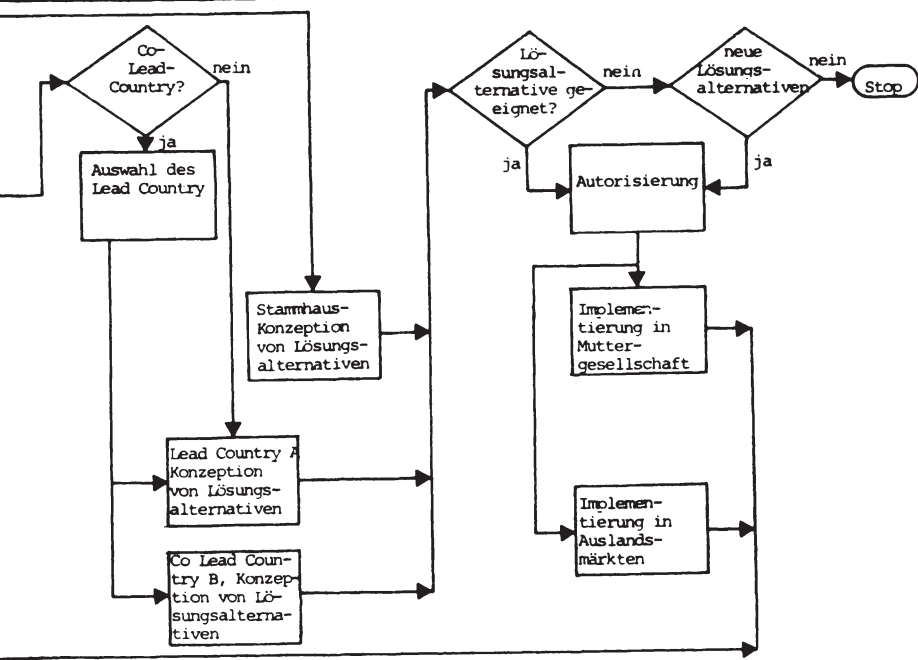 Co-
Lead-
Country?
nein
ja
Auswahl des
Lead Country
Stammhaus-
Konzeption
von Lösungs-
alternativen
Lead Country A
Konzeption
von Lösungs-
alternativen
Co Lead Coun-
try B, Konzep-
tion von Lö-
sungsalterna-
tiven
Lö-
sungsal-
ternative ge-
eignet?
nein
ja
neue
Lösungs-
alternativen
nein
ja
Stop
Autorisierung
Implemen-
tierung in
Mutter-
gesellschaft
Implemen-
tierung in
Auslands-
märkten